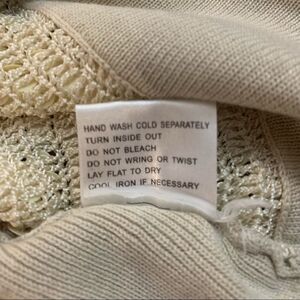 HAND WASH COLD SEPARATELY
TURN INSIDE OUT
DO NOT BLEACH
DO NOT WRING OR TWIST
LAY FLAT TO DRY
COOL IRON IF NECESSARY